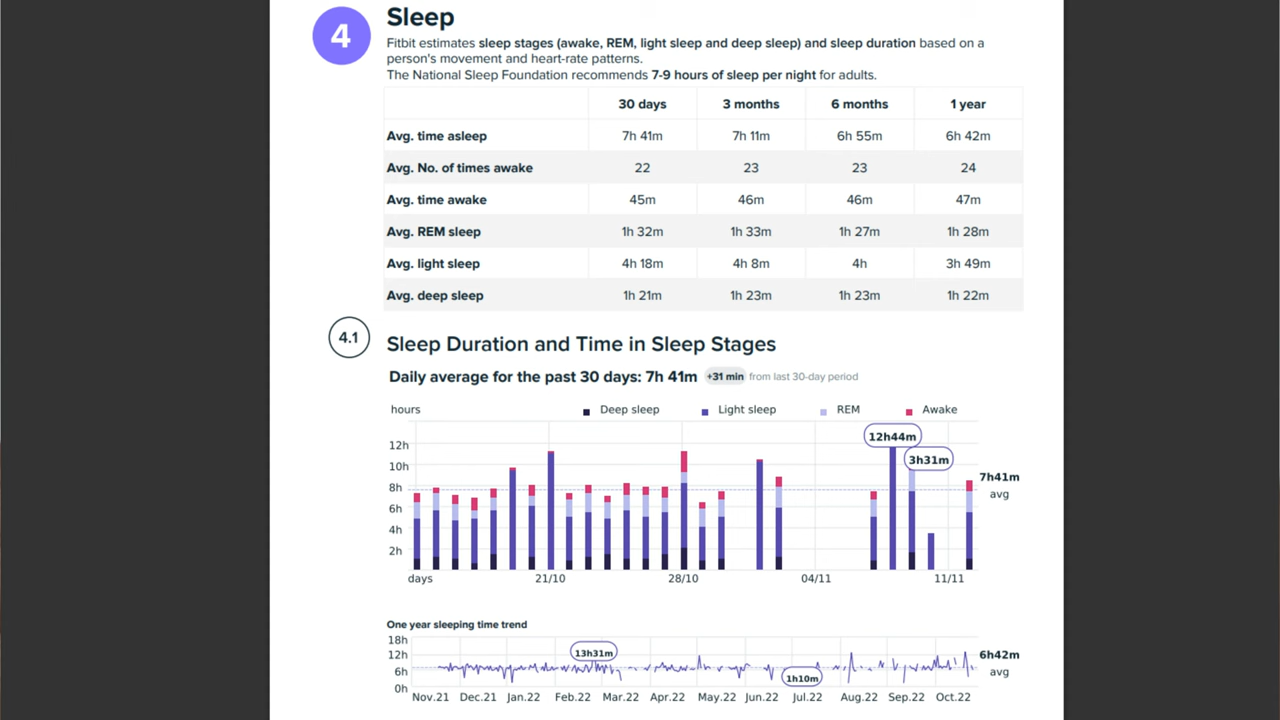 4
Sleep
Fitbit estimates sleep stages (awake, REM, light sleep and deep sleep) and sleep duration based on a
person's movement and heart-rate patterns.
The National Sleep Foundation recommends 7-9 hours of sleep per night for adults.
30 days 3 months 6 months 1 year
Avg. time asleep 7h 41m 7h 11m 6h 55m 6h 42m
Avg. No. of times awake 22 23 23 24
Avg. time awake 45m 46m 46m 47m
Avg. REM sleep 1h 32m 1h 33m 1h 27m 1h 28m
Avg. light sleep 4h 18m 4h 8m 4h 3h 49m
Avg. deep sleep 1h 21m 1h 23m 1h 23m 1h 22m
4.1
Sleep Duration and Time in Sleep Stages
Daily average for the past 30 days: 7h 41m +31 min from last 30-day period
hours Deep sleep Light sleep REM Awake
12h44m
12h
3h31m
10h
7h41m
8h
avg
6h
4h
2h
days 21/10 28/10 04/11 11/11
One year sleeping time trend
18h
13h31m
12h
6h42m
6h
avg
1h10m
0h
Nov.21 Dec.21 Jan.22 Feb.22 Mar.22 Apr.22 May.22 Jun.22 Jul.22 Aug.22 Sep.22 Oct.22